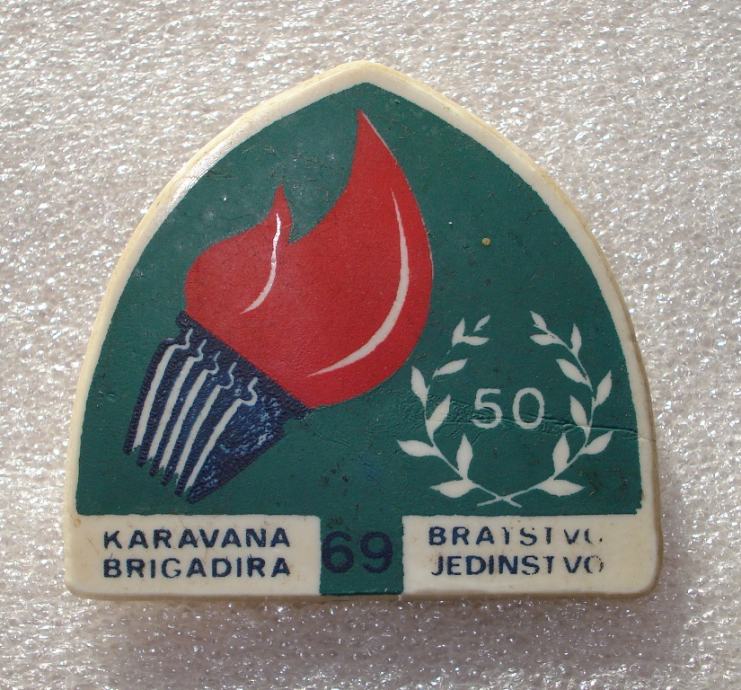 50
KARAVANA
BRIGADIRA
69
BRATSTVO
JEDINSTVO